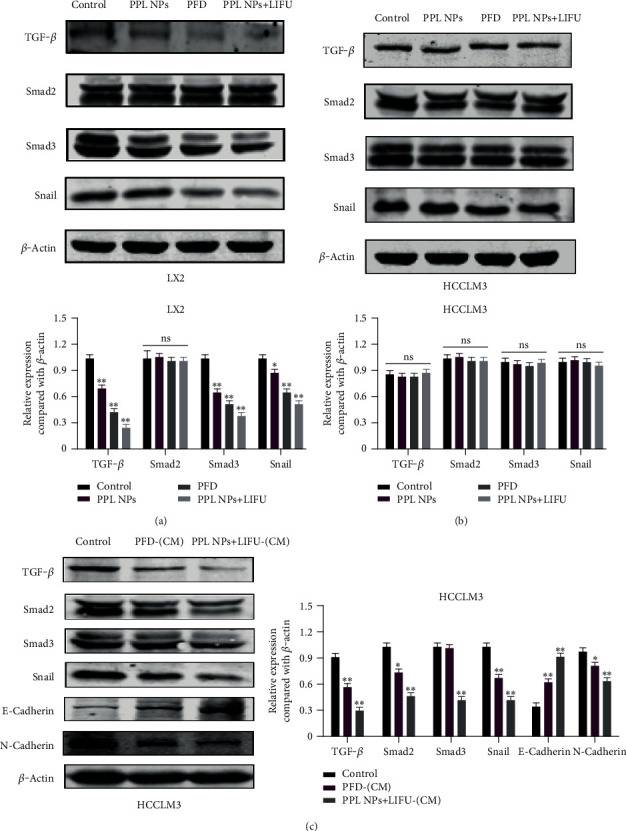 Control PPL NPs PFD PPL NPs+LIFU
TGF-β
Smad2
Smad3
Snail
β-Actin
LX2
Control PPL NPs PFD PPL NPs+LIFU
TGF-β
Smad2
Smad3
Snail
β-Actin
HCCLM3
LX2
Relative expression
compared with β-actin
1.5
1.2
0.9
0.6
0.3
0
** ** **
ns
** ** **
* ** **
TGF-β Smad2 Smad3 Snail
Control PFD
PPL NPs PPL NPs+LIFU
(a)
HCCLM3
Relative expression
compared with β-actin
1.5
1.2
0.9
0.6
0.3
0
ns ns ns ns
TGF-β Smad2 Smad3 Snail
Control PFD
PPL NPs PPL NPs+LIFU
(b)
Control PFD-(CM) PPL NPs+LIFU-(CM)
TGF-β
Smad2
Smad3
Snail
E-Cadherin
N-Cadherin
β-Actin
HCCLM3
HCCLM3
Relative expression
compared with β-actin
1.5
1.2
0.9
0.6
0.3
0
** **
* **
**
** **
** **
* **
TGF-β Smad2 Smad3 Snail E-Cadherin N-Cadherin
Control
PFD-(CM)
PPL NPs+LIFU-(CM)
(c)